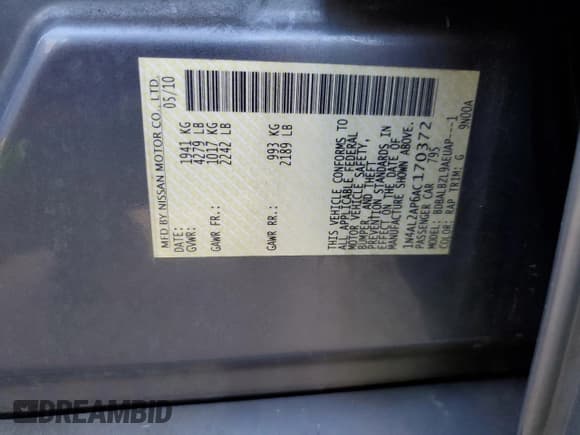 MFD BY NISSAN MOTOR CO., LTD.
DATE: 05/10
GVWR: 1941 KG
4279 LB
GAWR FR: 1017 KG
2242 LB
GAWR RR: 993 KG
2189 LB
THIS VEHICLE CONFORMS TO
ALL APPLICABLE FEDERAL
MOTOR VEHICLE SAFETY,
BUMPER, AND THEFT
PREVENTION STANDARDS IN
EFFECT ON THE DATE OF
MANUFACTURE SHOWN ABOVE.
1N4AL2AP6AC170372
PASSENGER CAR 795
MODEL: BDBALBZL9AEUAP---1
COLOR: RAP TRIM: G 9N00A
DREAMBID